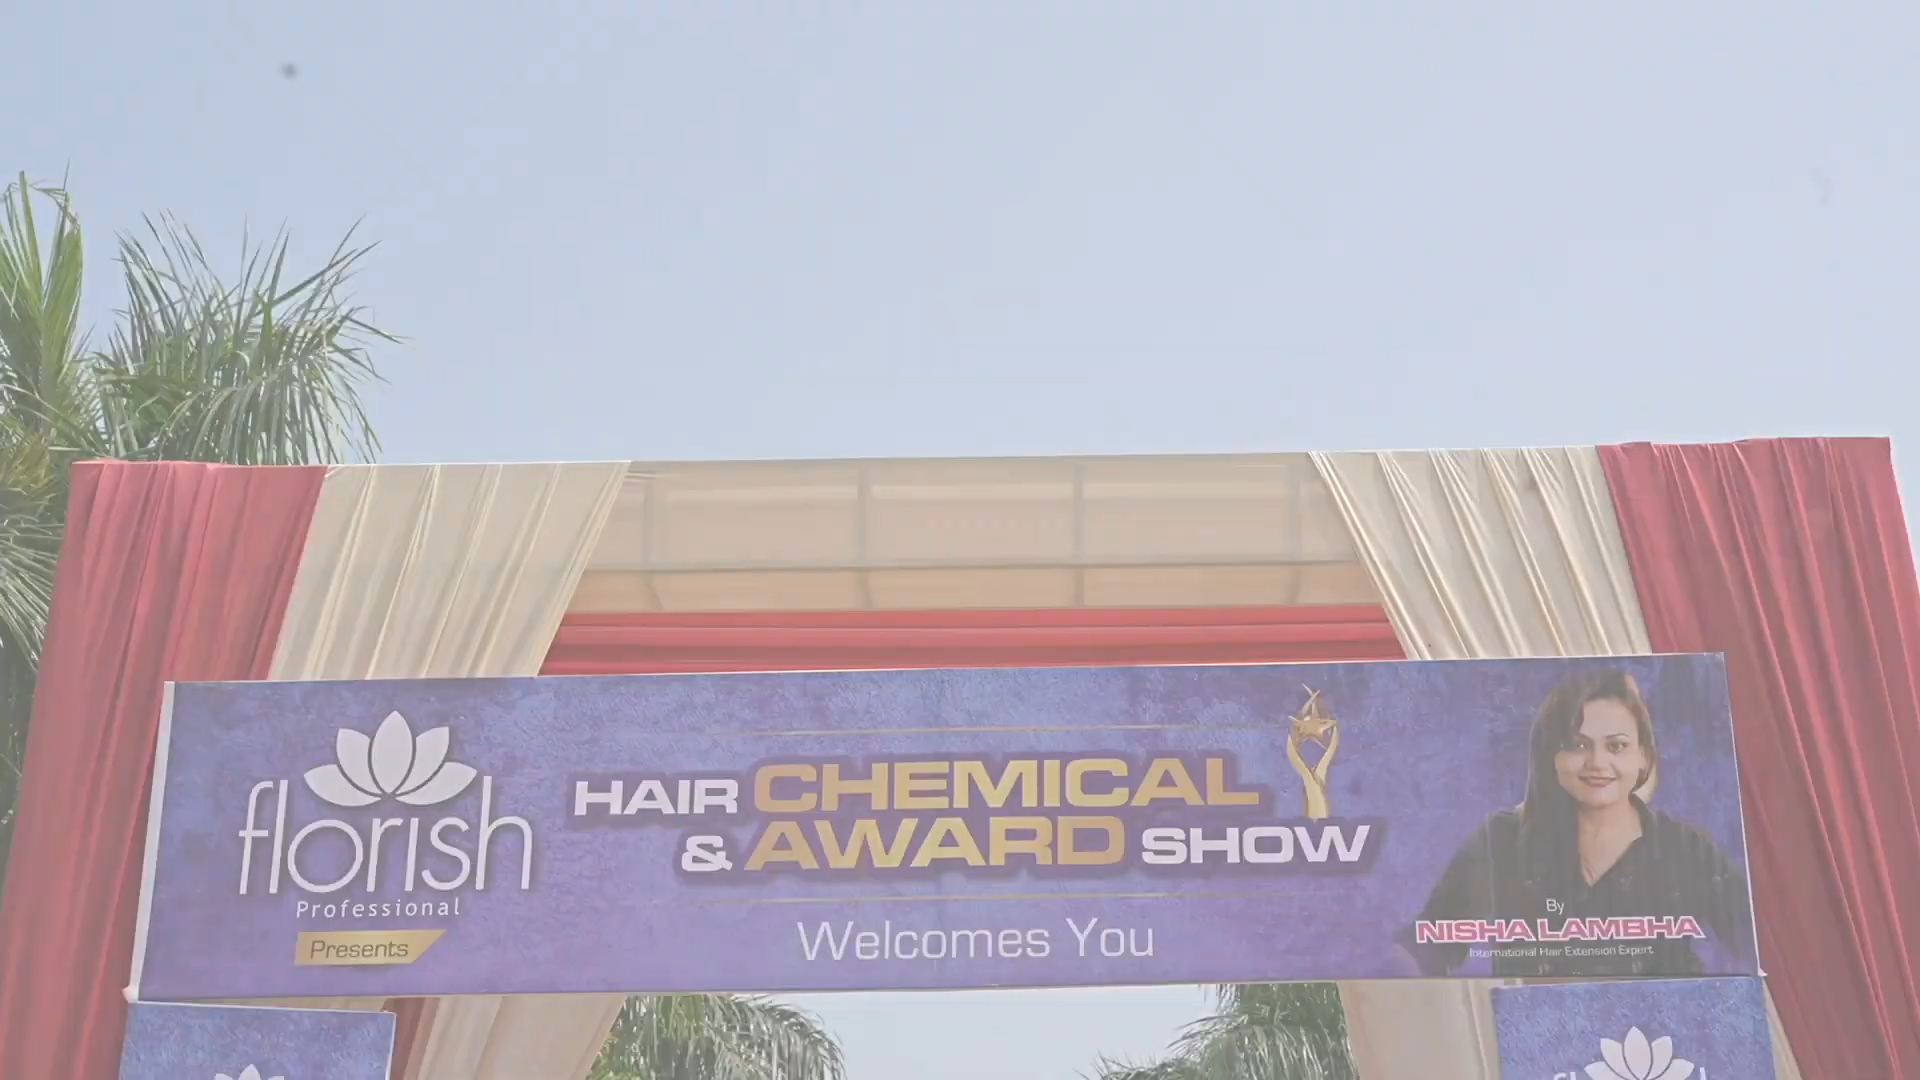 florish
Professional
Presents
HAIR CHEMICAL
& AWARD SHOW
Welcomes You
By
NISHA LAMBHA
International Hair Extension Expert